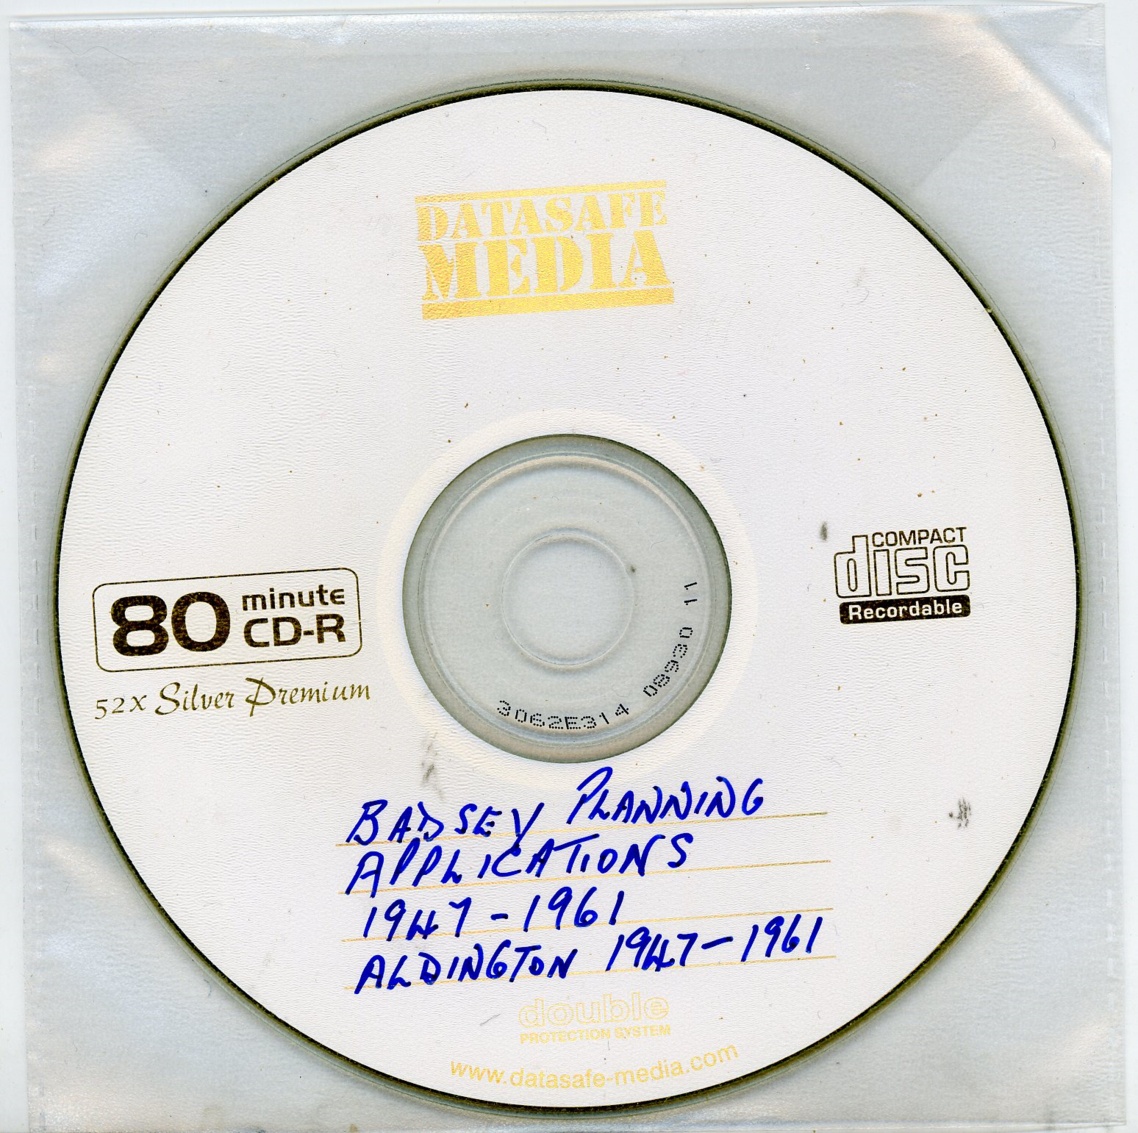 DATASAFE
MEDIA
80 minute
CD-R
52x Silver Premium
COMPACT
disc
Recordable
3062E314 08930 11
BADSEY PLANNING
APPLICATIONS
1947 - 1961
ALDINGTON 1947 - 1961
double
PROTECTION SYSTEM
www.datasafe-media.com